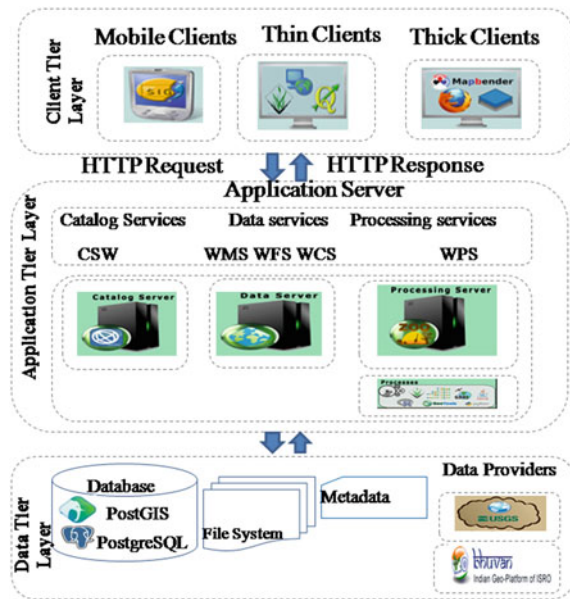 Client Tier Layer
Mobile Clients
Thin Clients
Thick Clients
Mapbender
HTTP Request
HTTP Response
Application Tier Layer
Application Server
Catalog Services
Data services
Processing services
CSW
WMS WFS WCS
WPS
Catalog Server
Data Server
Processing Server
ZOO
Processes
Data Tier Layer
Database
PostGIS
PostgreSQL
File System
Metadata
Data Providers
USGS
bhuvan
Indian Geo-Platform of ISRO